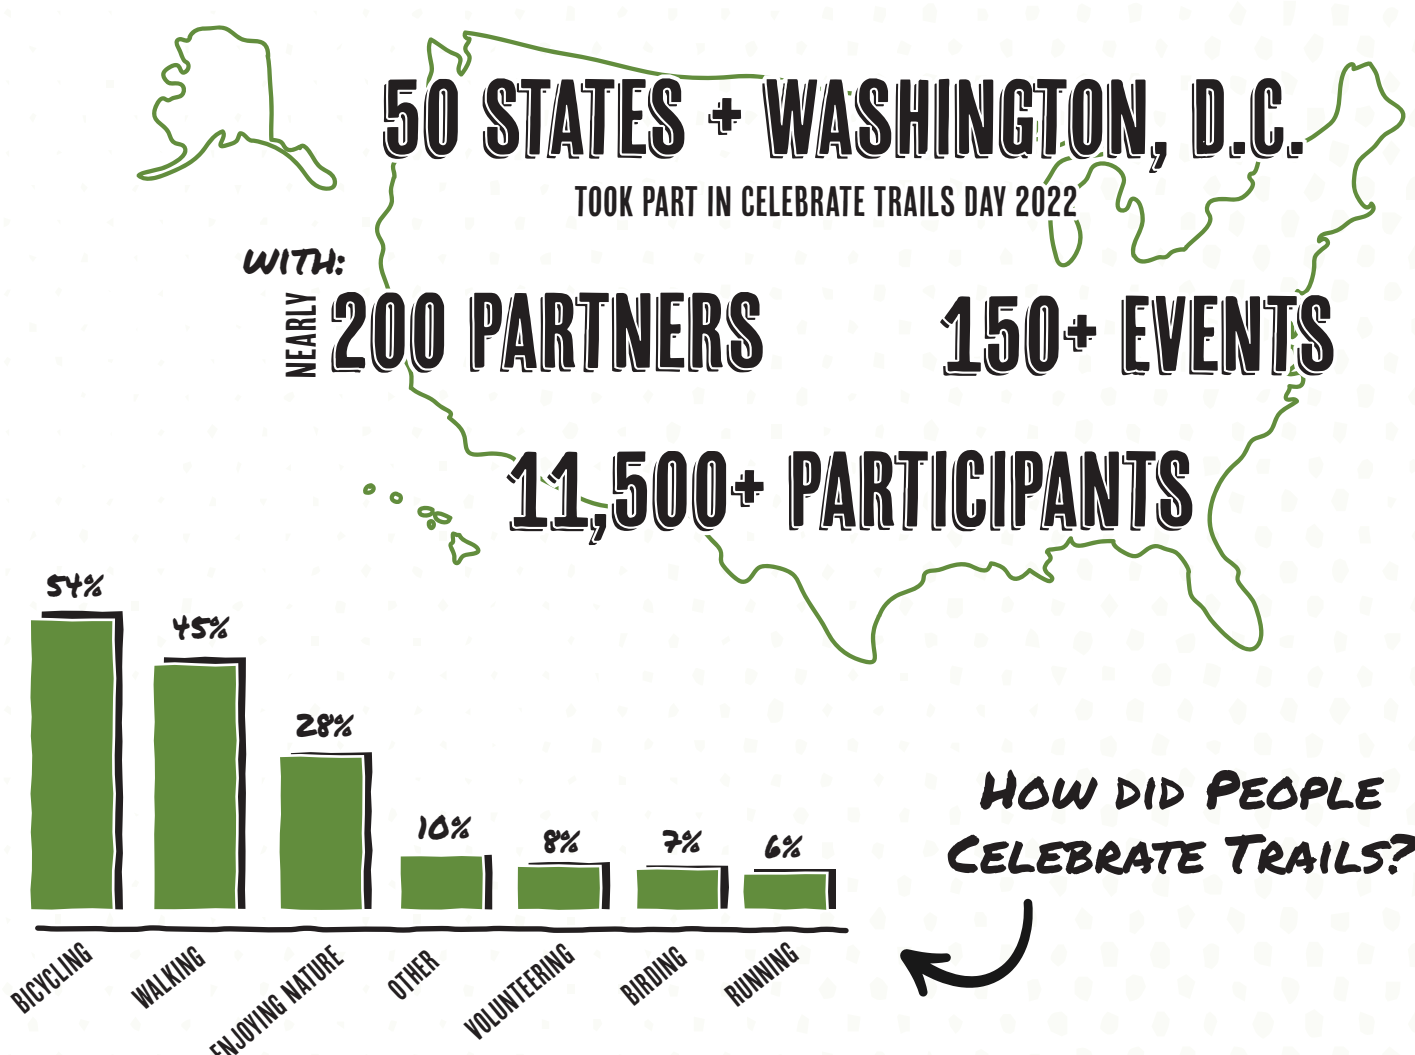 50 STATES + WASHINGTON, D.C.
TOOK PART IN CELEBRATE TRAILS DAY 2022
WITH:
NEARLY
200 PARTNERS
150+ EVENTS
11,500+ PARTICIPANTS
54%
45%
28%
10%
8%
7%
6%
BICYCLING
WALKING
ENJOYING NATURE
OTHER
VOLUNTEERING
BIRDING
RUNNING
HOW DID PEOPLE
CELEBRATE TRAILS?